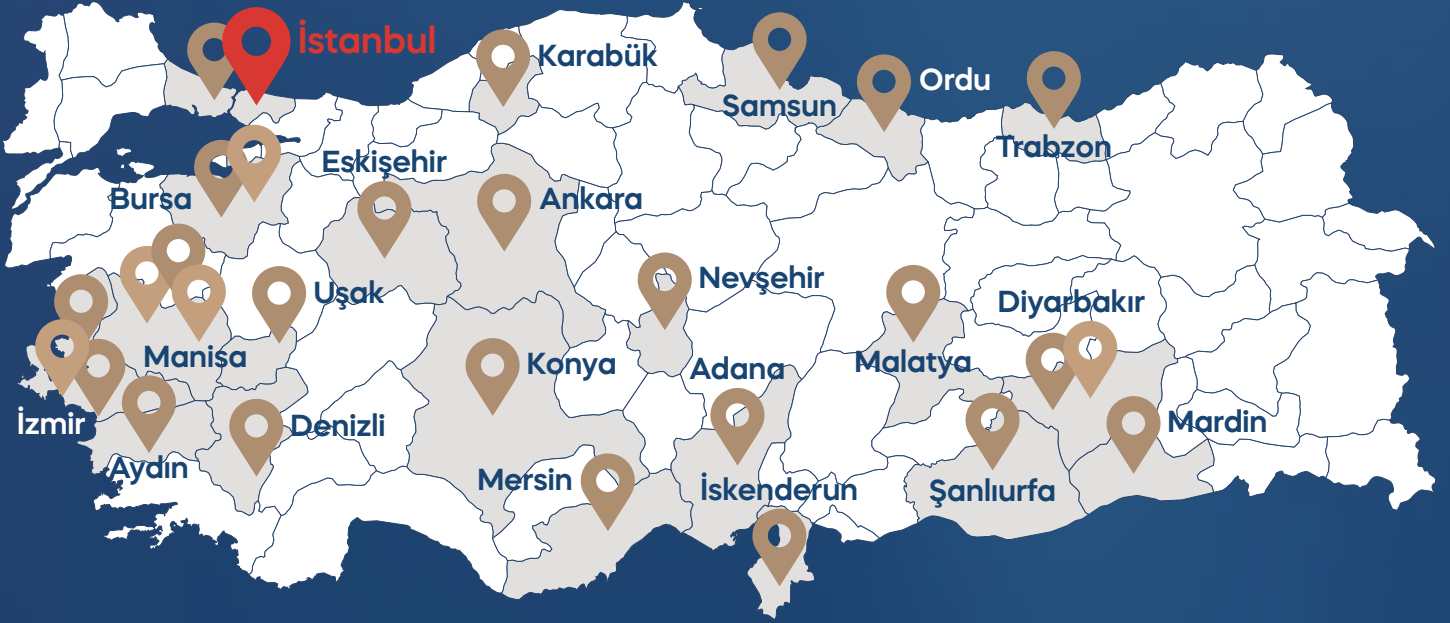 İstanbul
Karabük
Samsun
Ordu
Trabzon
Eskişehir
Bursa
Ankara
Nevşehir
Uşak
Diyarbakır
Manisa
Konya
Adana
Malatya
İzmir
Denizli
Mardin
Aydın
Mersin
İskenderun
Şanlıurfa